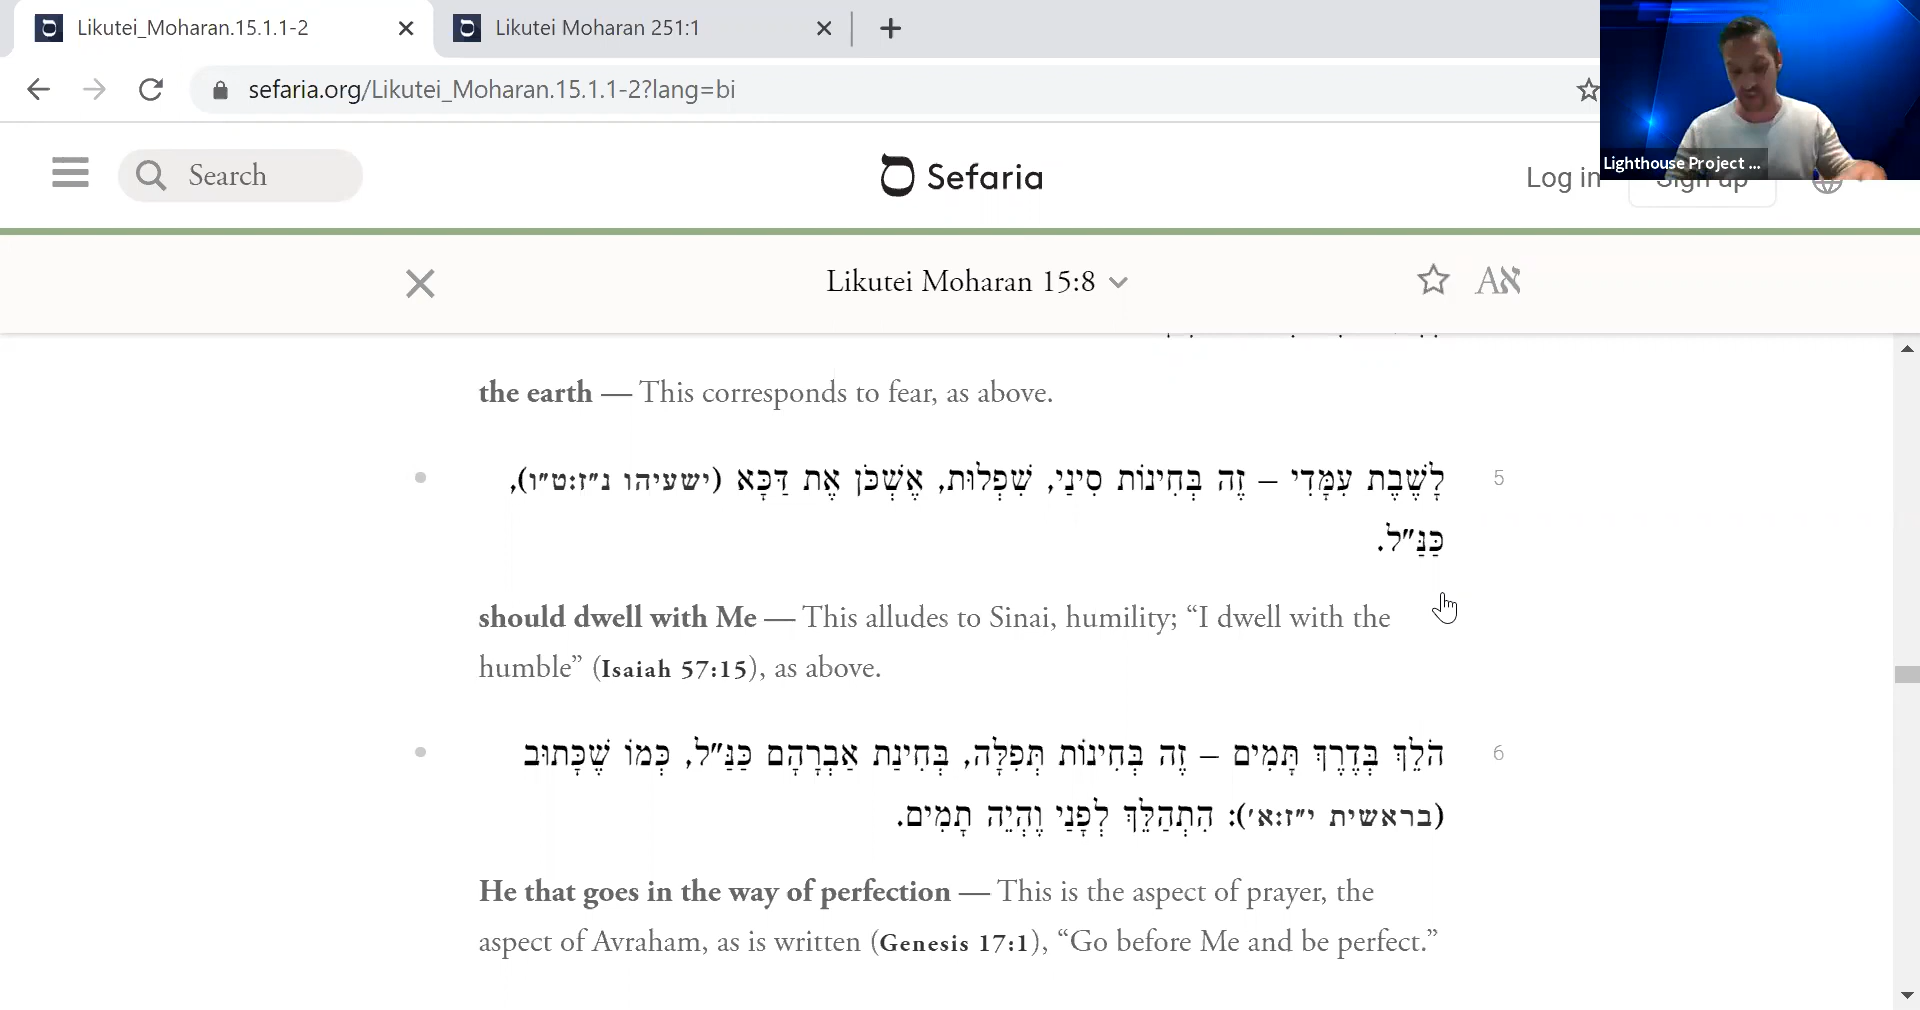 Likutei_Moharan.15.1.1-2
Likutei Moharan 251:1
sefaria.org/Likutei_Moharan.15.1.1-2?lang=bi
Lighthouse Project ...
Search
Sefaria
Log in
Sign up
Likutei Moharan 15:8
Aא
the earth — This corresponds to fear, as above.
5
לָשֶׁבֶת עִמָּדִי – זֶה בְּחִינוֹת סִינַי, שִׁפְלוּת, אֶשְׁכֹּן אֶת דַּכָּא (ישעיהו נ״ז:ט״ו),
כַּנַּ״ל.
should dwell with Me — This alludes to Sinai, humility; “I dwell with the
humble” (Isaiah 57:15), as above.
6
הֹלֵךְ בְּדֶרֶךְ תָּמִים – זֶה בְּחִינוֹת תְּפִלָּה, בְּחִינַת אַבְרָהָם כַּנַּ״ל, כְּמוֹ שֶׁכָּתוּב
(בראשית י״ז:א׳): הִתְהַלֵּךְ לְפָנַי וֶהְיֵה תָמִים.
He that goes in the way of perfection — This is the aspect of prayer, the
aspect of Avraham, as is written (Genesis 17:1), “Go before Me and be perfect.”